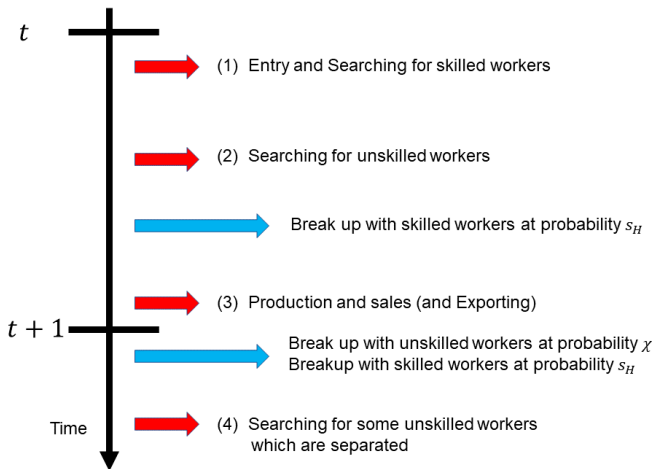 t
(1) Entry and Searching for skilled workers
(2) Searching for unskilled workers
Break up with skilled workers at probability s_H
(3) Production and sales (and Exporting)
t + 1
Break up with unskilled workers at probability χ
Breakup with skilled workers at probability s_H
Time
(4) Searching for some unskilled workers
which are separated